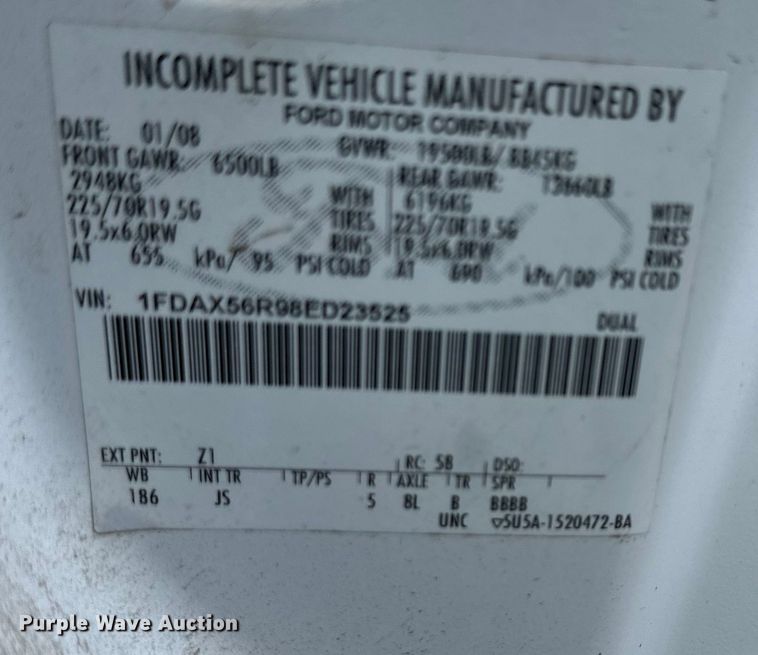 INCOMPLETE VEHICLE MANUFACTURED BY
FORD MOTOR COMPANY
DATE: 01/08 GVWR: 19500LB/ 8845KG
FRONT GAWR: 6500LB REAR GAWR: 13660LB
2948KG WITH 6196KG WITH
225/70R19.5G TIRES 225/70R19.5G TIRES
19.5x6.0RW RIMS 19.5x6.0RW RIMS
AT 655 kPa/ 95 PSI COLD AT 690 kPa/100 PSI COLD
VIN: 1FDAX56R98ED23525 DUAL
EXT PNT: Z1 RC: 58 DSO:
WB INT TR TP/PS R AXLE TR SPR
186 JS 5 8L B BBBB
UNC 5U5A-1520472-BA
Purple Wave Auction